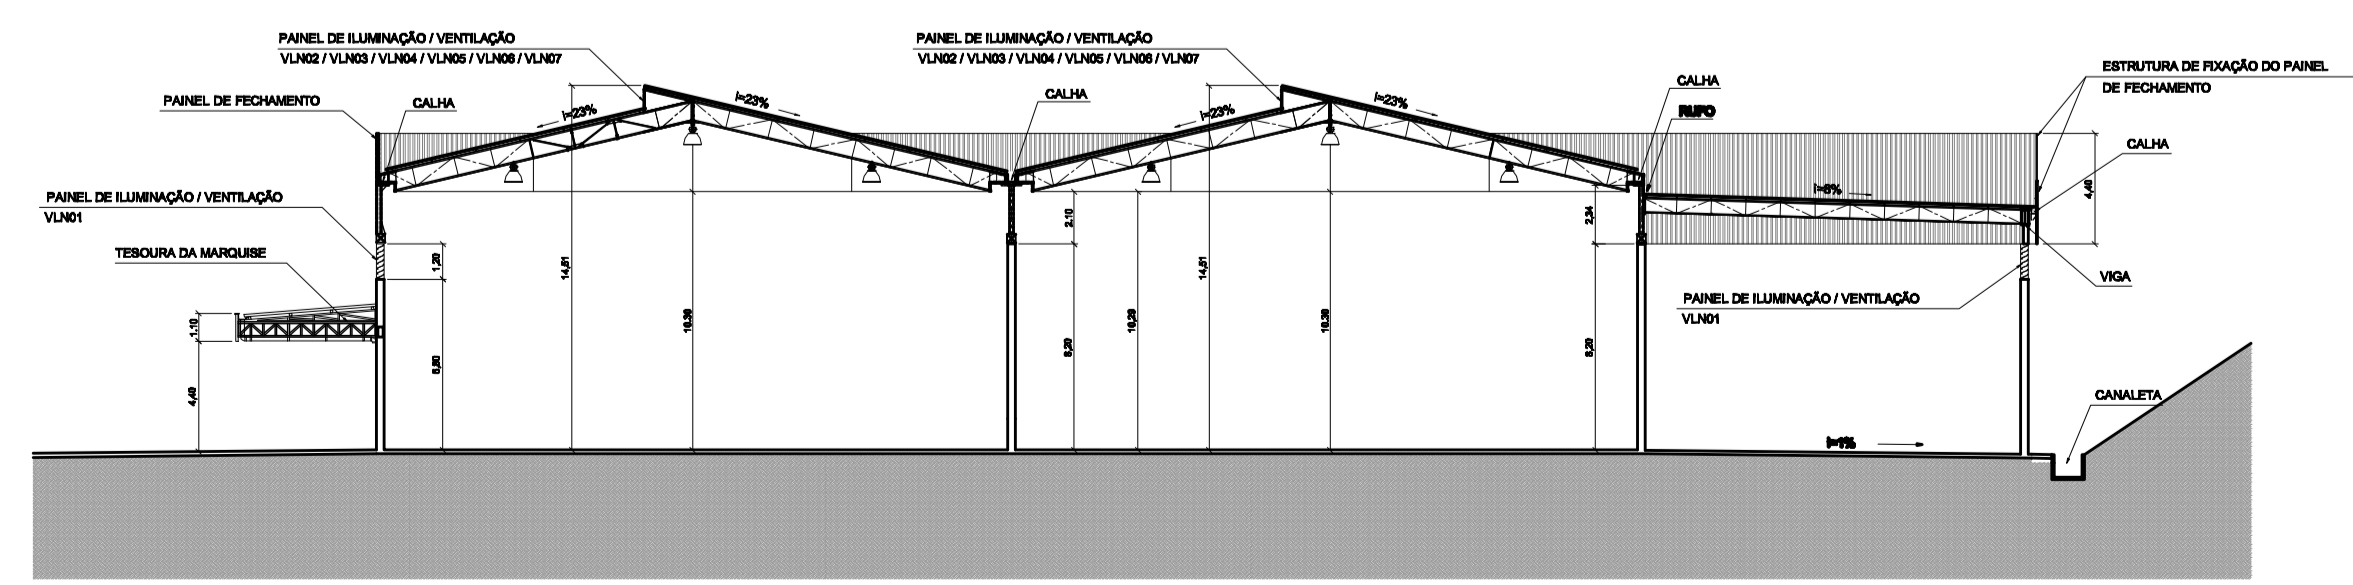 PAINEL DE ILUMINAÇÃO / VENTILAÇÃO
VLN02 / VLN03 / VLN04 / VLN05 / VLN06 / VLN07
PAINEL DE ILUMINAÇÃO / VENTILAÇÃO
VLN02 / VLN03 / VLN04 / VLN05 / VLN06 / VLN07
ESTRUTURA DE FIXAÇÃO DO PAINEL
DE FECHAMENTO
PAINEL DE FECHAMENTO
CALHA
i=23%
i=23%
CALHA
i=23%
i=23%
CALHA
RUFO
CALHA
i=8%
4,40
PAINEL DE ILUMINAÇÃO / VENTILAÇÃO
VLN01
TESOURA DA MARQUISE
1,20
14,51
2,10
14,51
2,34
VIGA
PAINEL DE ILUMINAÇÃO / VENTILAÇÃO
VLN01
1,10
10,30
10,29
10,30
4,40
8,20
8,20
CANALETA
i=1%